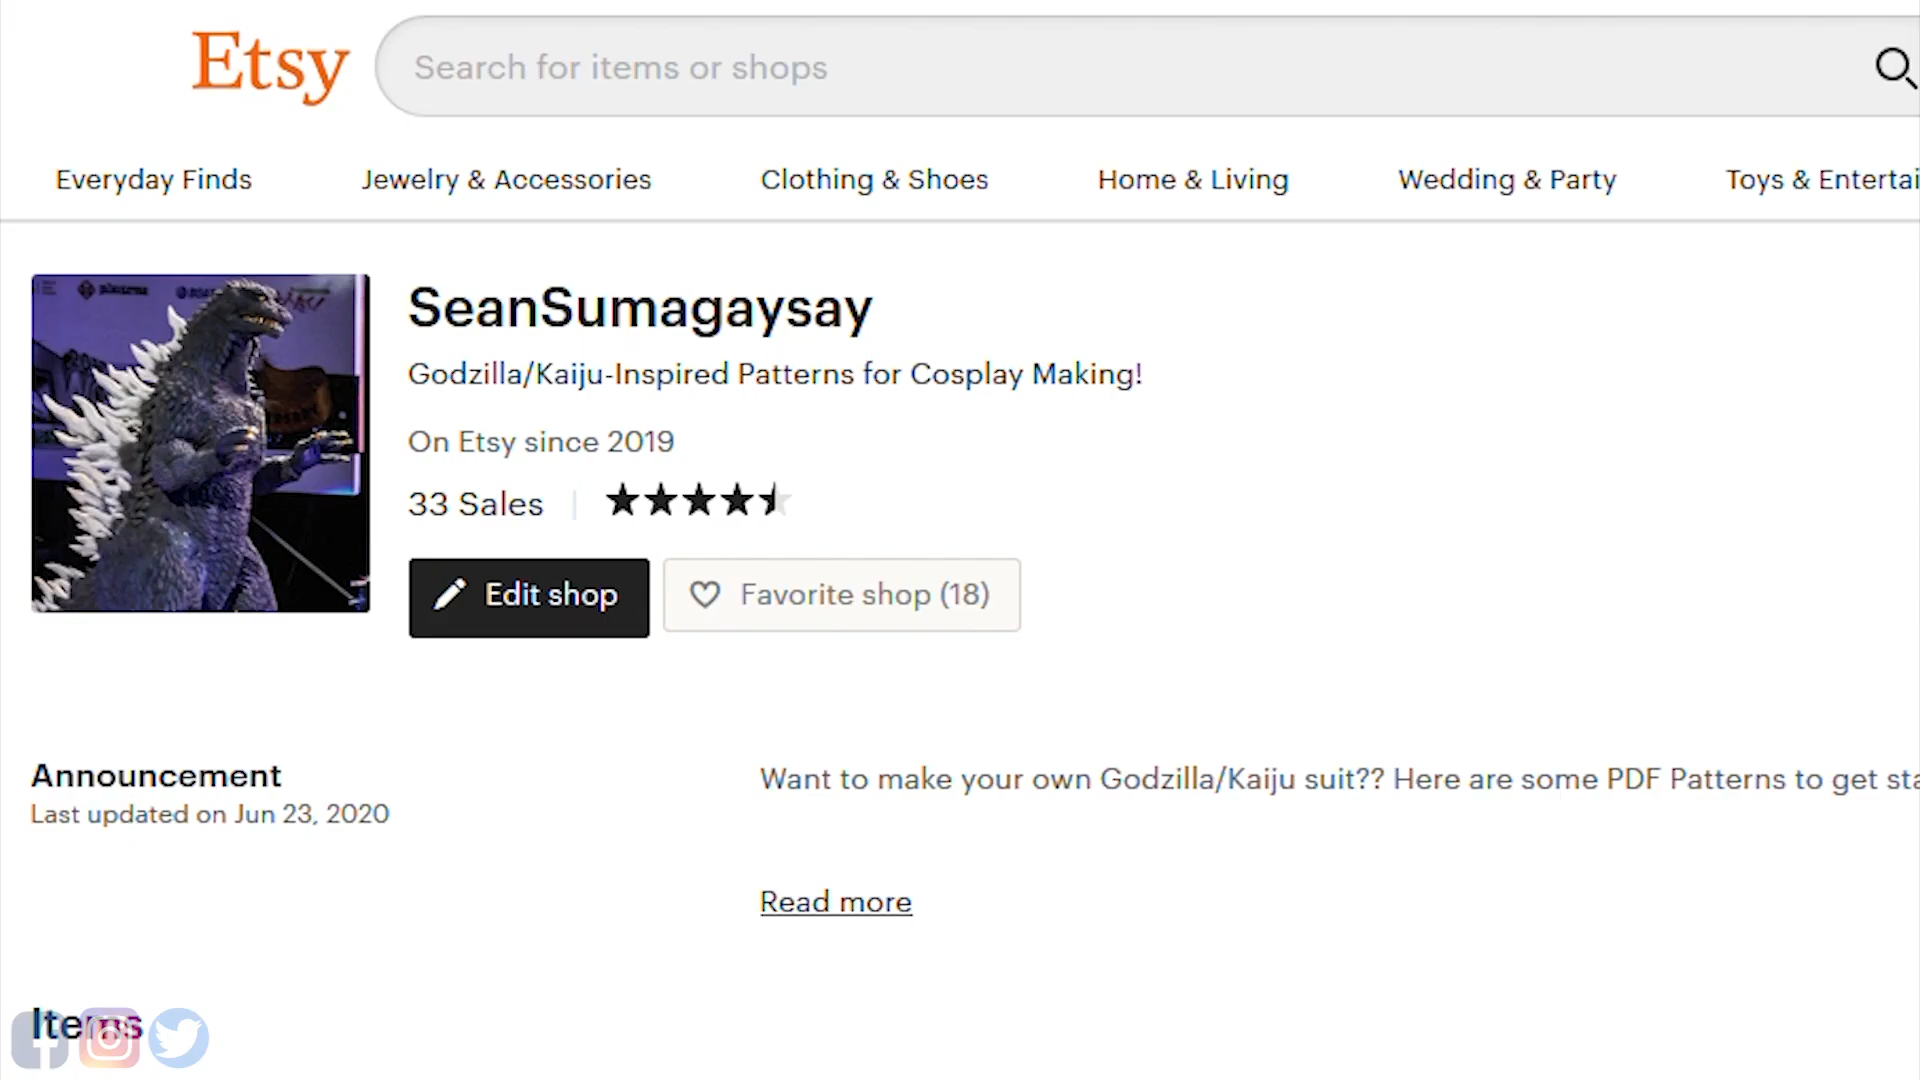 Etsy
Search for items or shops
Everyday Finds
Jewelry & Accessories
Clothing & Shoes
Home & Living
Wedding & Party
Toys & Entertai
SeanSumagaysay
Godzilla/Kaiju-Inspired Patterns for Cosplay Making!
On Etsy since 2019
33 Sales
Edit shop
Favorite shop (18)
Announcement
Last updated on Jun 23, 2020
Want to make your own Godzilla/Kaiju suit?? Here are some PDF Patterns to get sta
Read more
Items